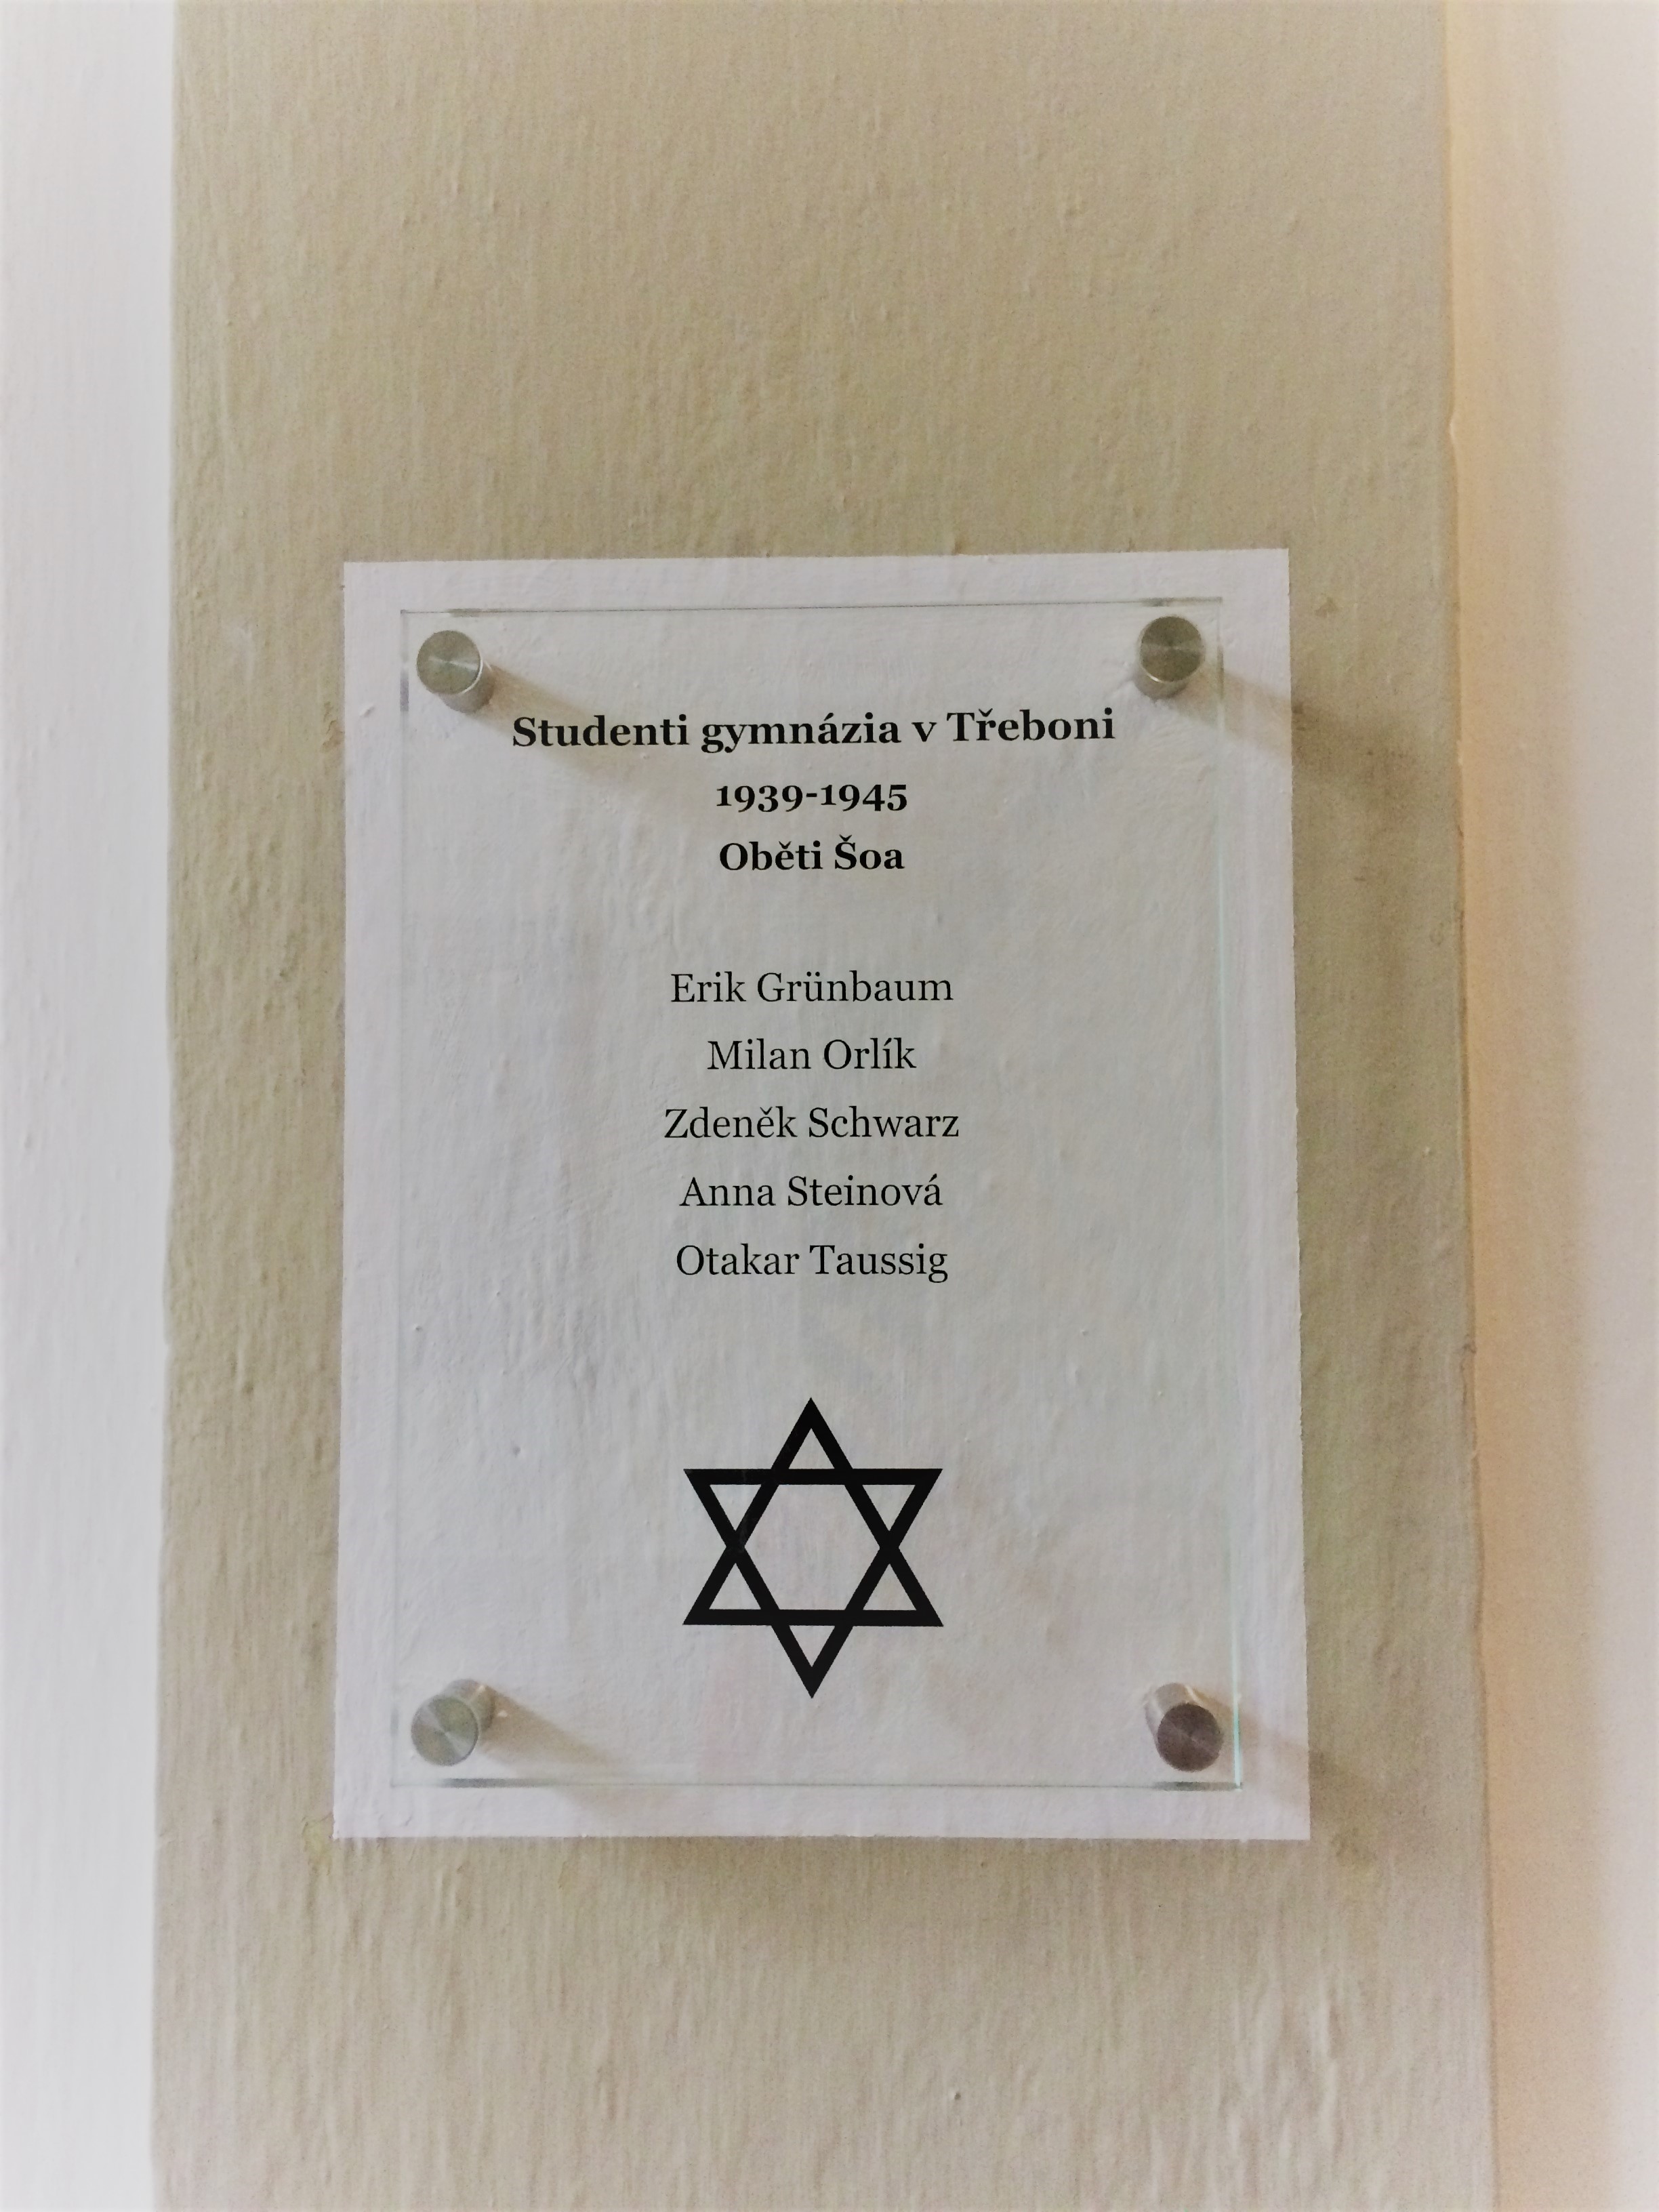 Studenti gymnázia v Třeboni
1939-1945
Oběti Šoa
Erik Grünbaum
Milan Orlík
Zdeněk Schwarz
Anna Steinová
Otakar Taussig